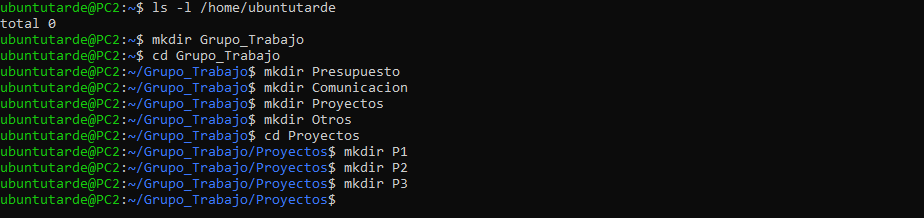 ubuntutarde@PC2:~$ ls -l /home/ubuntutarde
total 0
ubuntutarde@PC2:~$ mkdir Grupo_Trabajo
ubuntutarde@PC2:~$ cd Grupo_Trabajo
ubuntutarde@PC2:~/Grupo_Trabajo$ mkdir Presupuesto
ubuntutarde@PC2:~/Grupo_Trabajo$ mkdir Comunicacion
ubuntutarde@PC2:~/Grupo_Trabajo$ mkdir Proyectos
ubuntutarde@PC2:~/Grupo_Trabajo$ mkdir Otros
ubuntutarde@PC2:~/Grupo_Trabajo$ cd Proyectos
ubuntutarde@PC2:~/Grupo_Trabajo/Proyectos$ mkdir P1
ubuntutarde@PC2:~/Grupo_Trabajo/Proyectos$ mkdir P2
ubuntutarde@PC2:~/Grupo_Trabajo/Proyectos$ mkdir P3
ubuntutarde@PC2:~/Grupo_Trabajo/Proyectos$